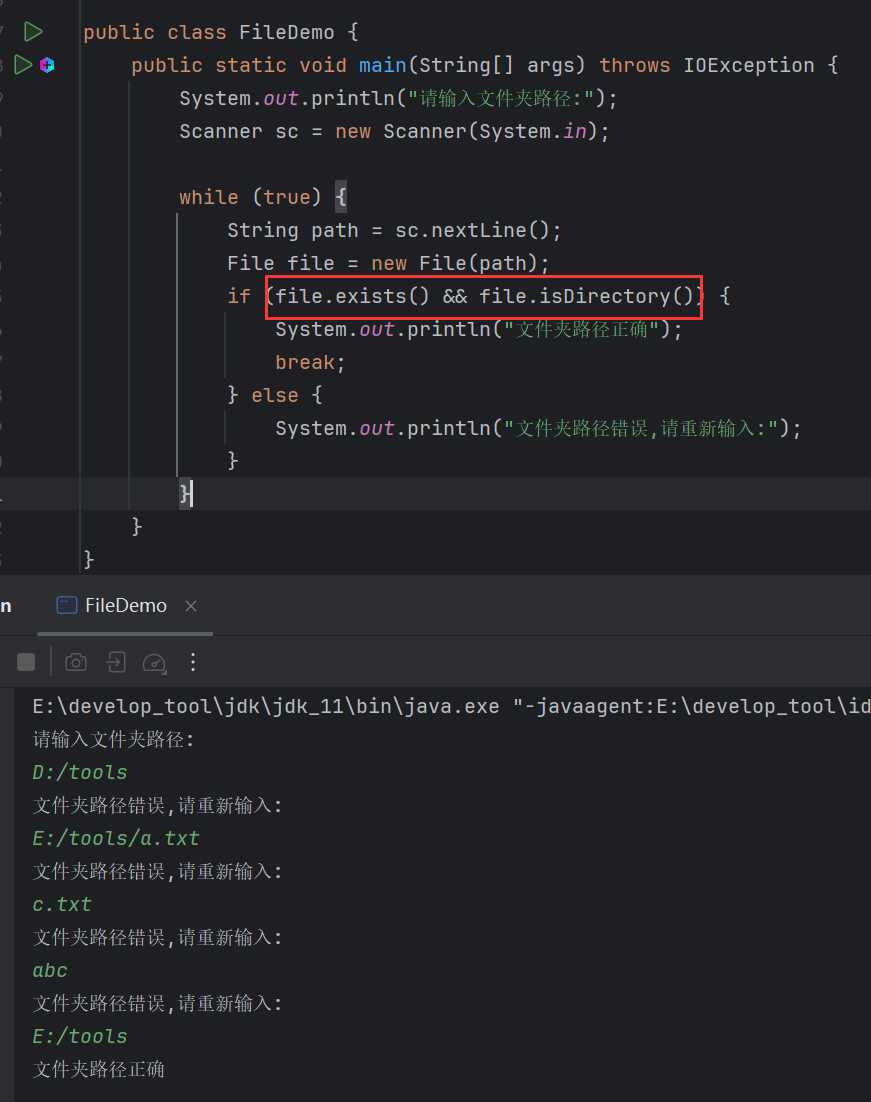 public class FileDemo {
public static void main(String[] args) throws IOException {
System.out.println("请输入文件夹路径:");
Scanner sc = new Scanner(System.in);
while (true) {
String path = sc.nextLine();
File file = new File(path);
if (file.exists() && file.isDirectory()) {
System.out.println("文件夹路径正确");
break;
} else {
System.out.println("文件夹路径错误,请重新输入:");
}
}
}
}
n FileDemo ×
E:\develop_tool\jdk\jdk_11\bin\java.exe "-javaagent:E:\develop_tool\id
请输入文件夹路径:
D:/tools
文件夹路径错误,请重新输入:
E:/tools/a.txt
文件夹路径错误,请重新输入:
c.txt
文件夹路径错误,请重新输入:
abc
文件夹路径错误,请重新输入:
E:/tools
文件夹路径正确